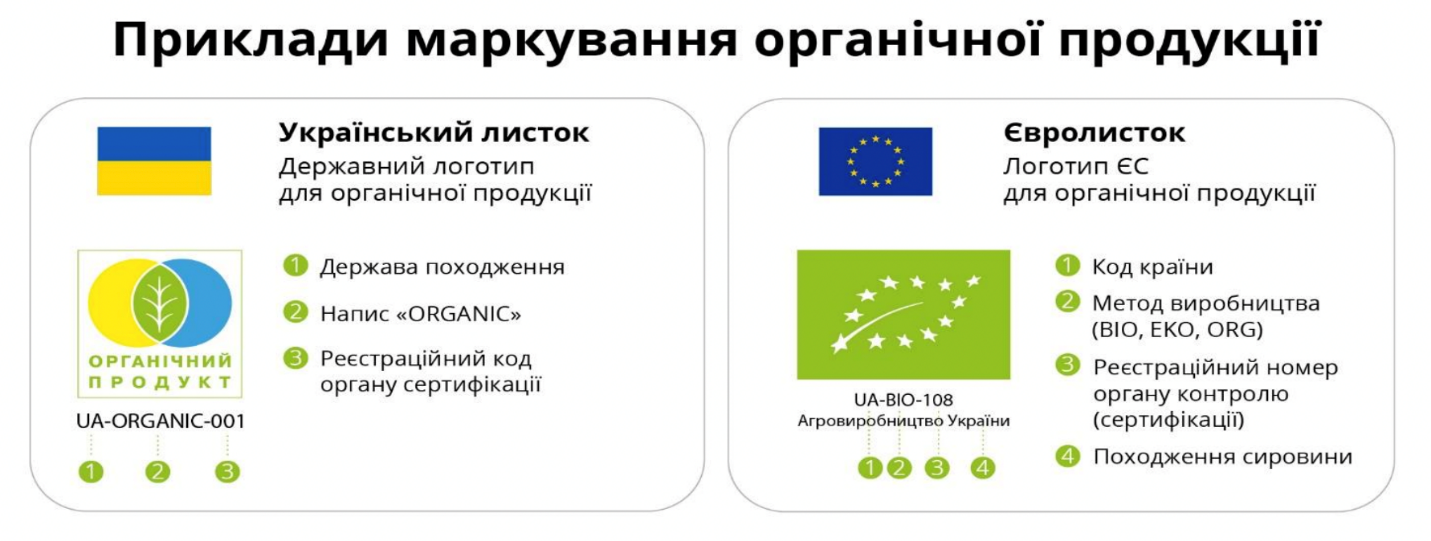 Приклади маркування органічної продукції
Український листок
Державний логотип
для органічної продукції
ОРГАНІЧНИЙ
ПРОДУКТ
UA-ORGANIC-001
1 2 3
1 Держава походження
2 Напис «ORGANIC»
3 Реєстраційний код
органу сертифікації
Євролисток
Логотип ЄС
для органічної продукції
UA-BIO-108
Агровиробництво України
1 2 3 4
1 Код країни
2 Метод виробництва
(BIO, EKO, ORG)
3 Реєстраційний номер
органу контролю
(сертифікації)
4 Походження сировини